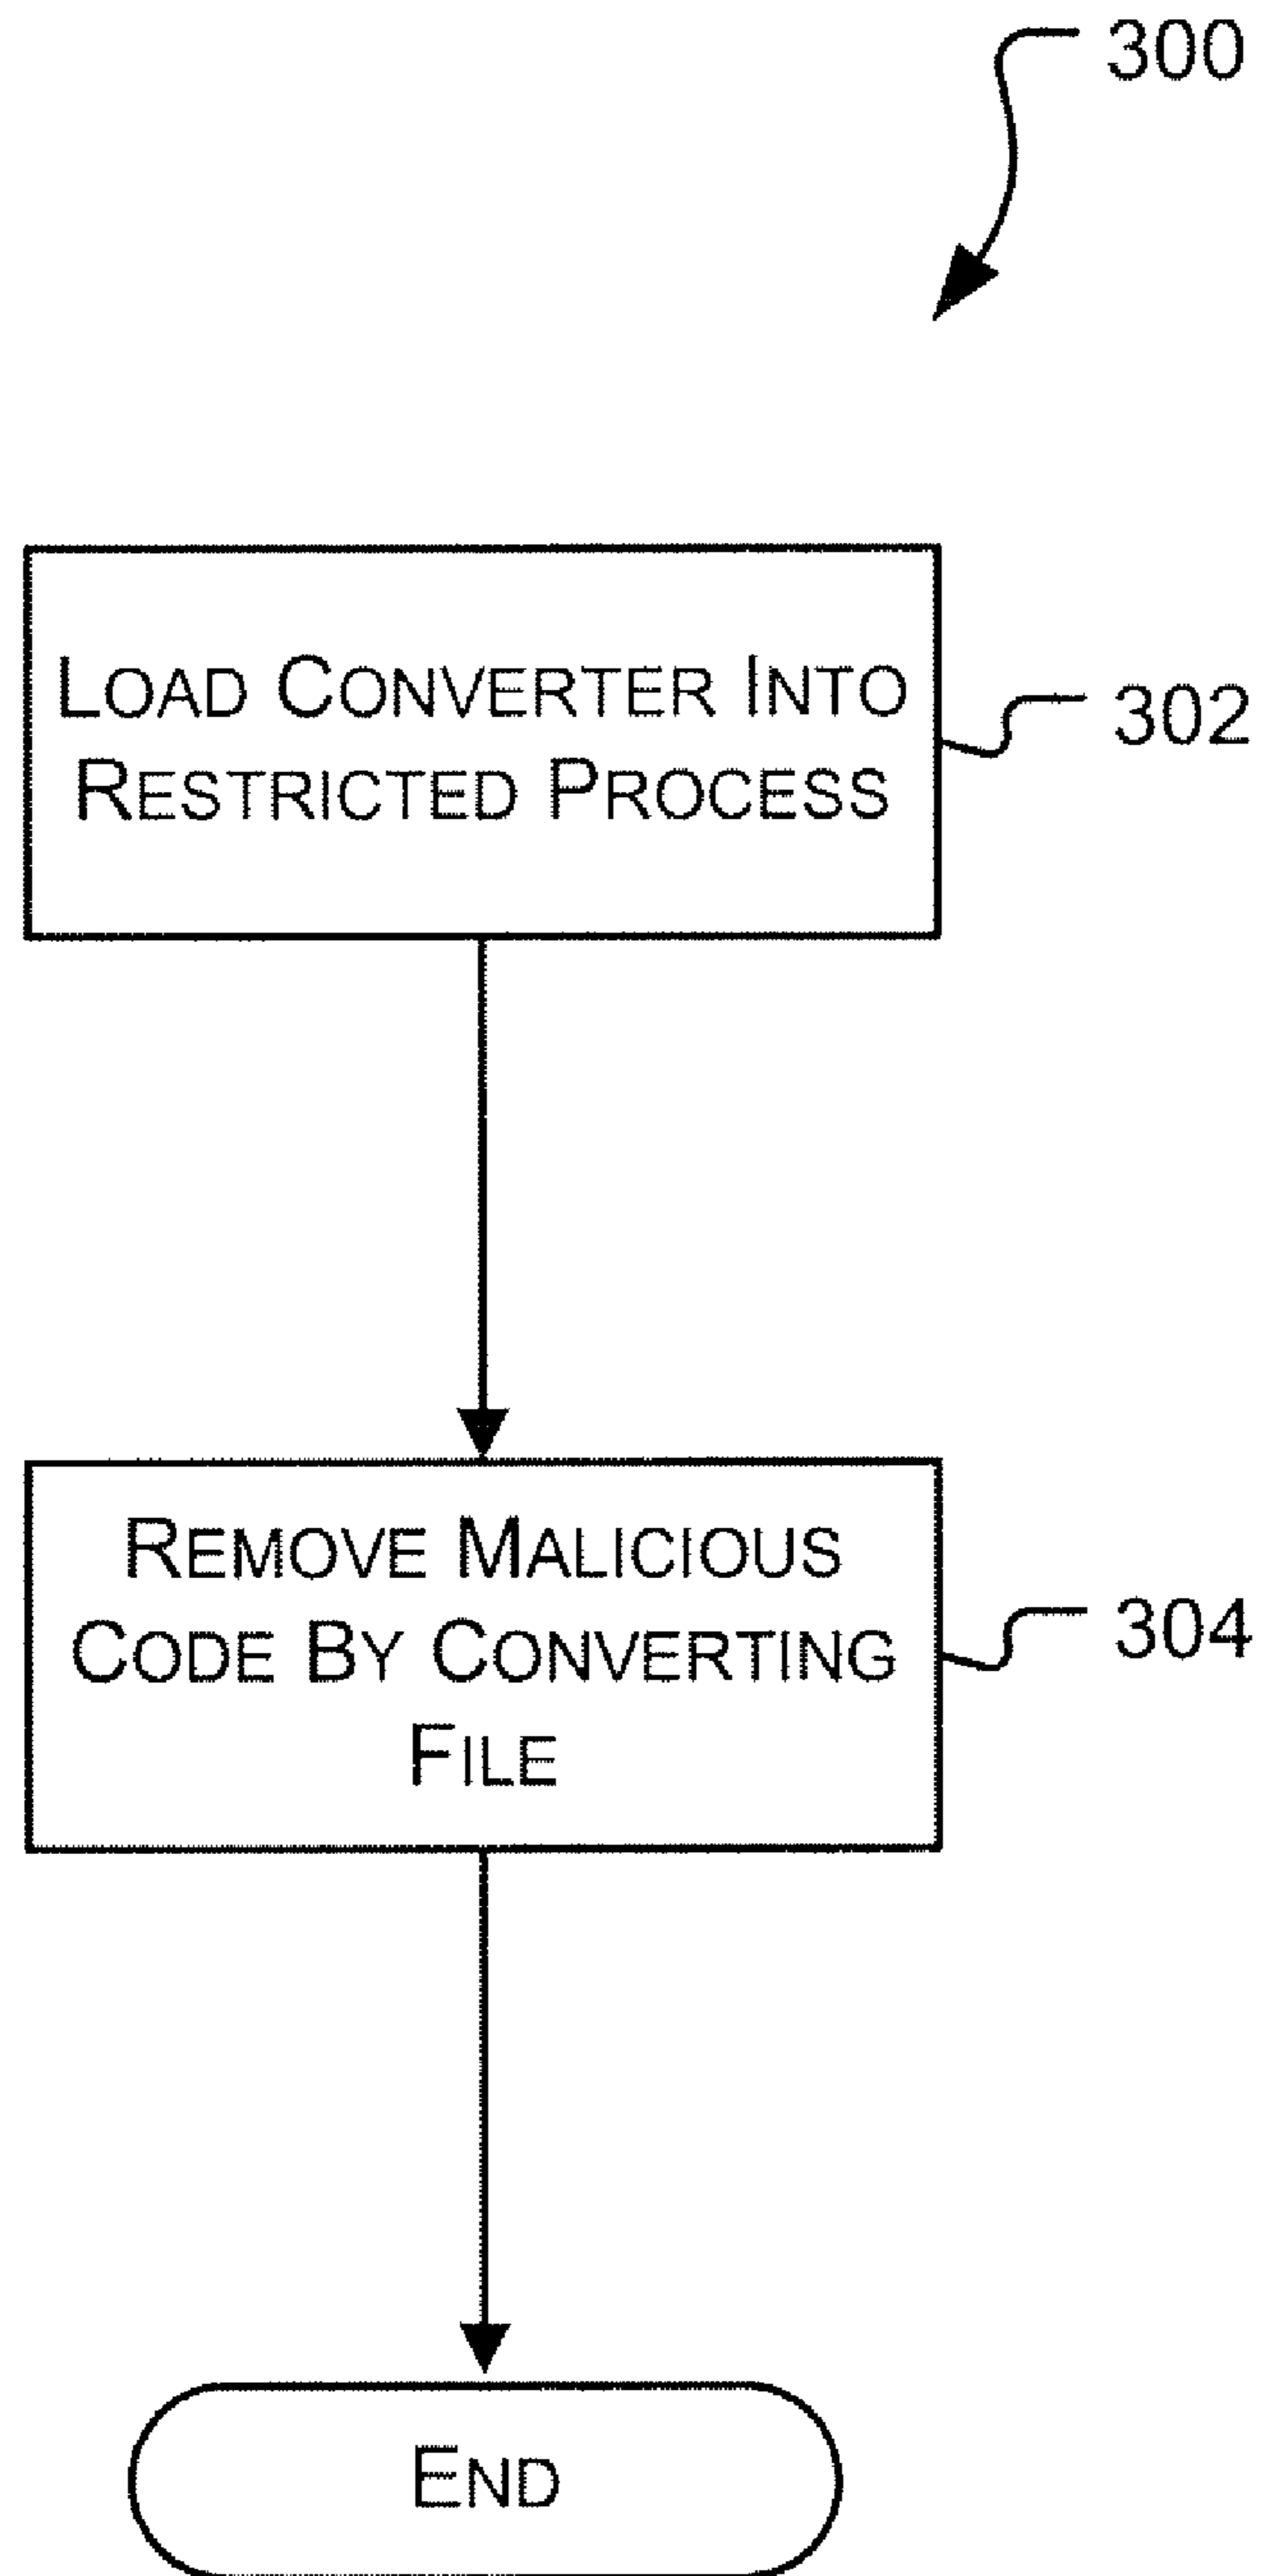 300
LOAD CONVERTER INTO
RESTRICTED PROCESS
302
REMOVE MALICIOUS
CODE BY CONVERTING
FILE
304
END